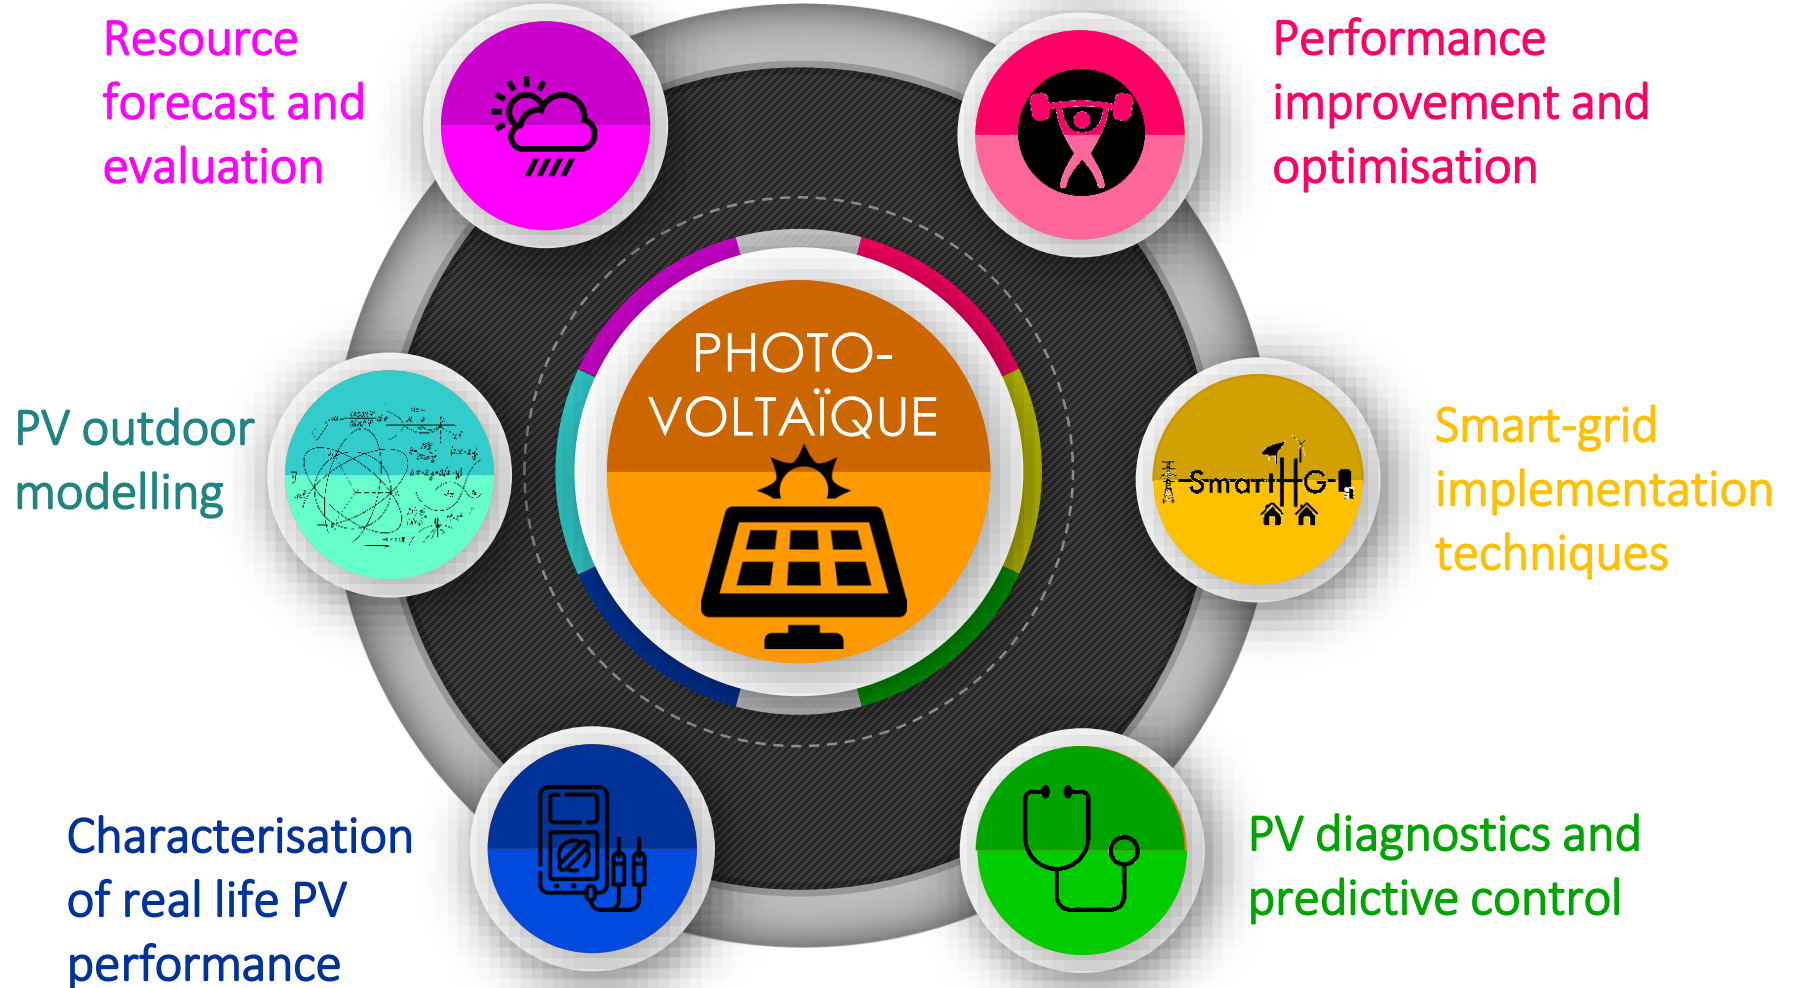 Resource
forecast and
evaluation
Performance
improvement and
optimisation
PHOTO-
VOLTAÏQUE
PV outdoor
modelling
Smart-grid
implementation
techniques
Smart G
Characterisation
of real life PV
performance
PV diagnostics and
predictive control